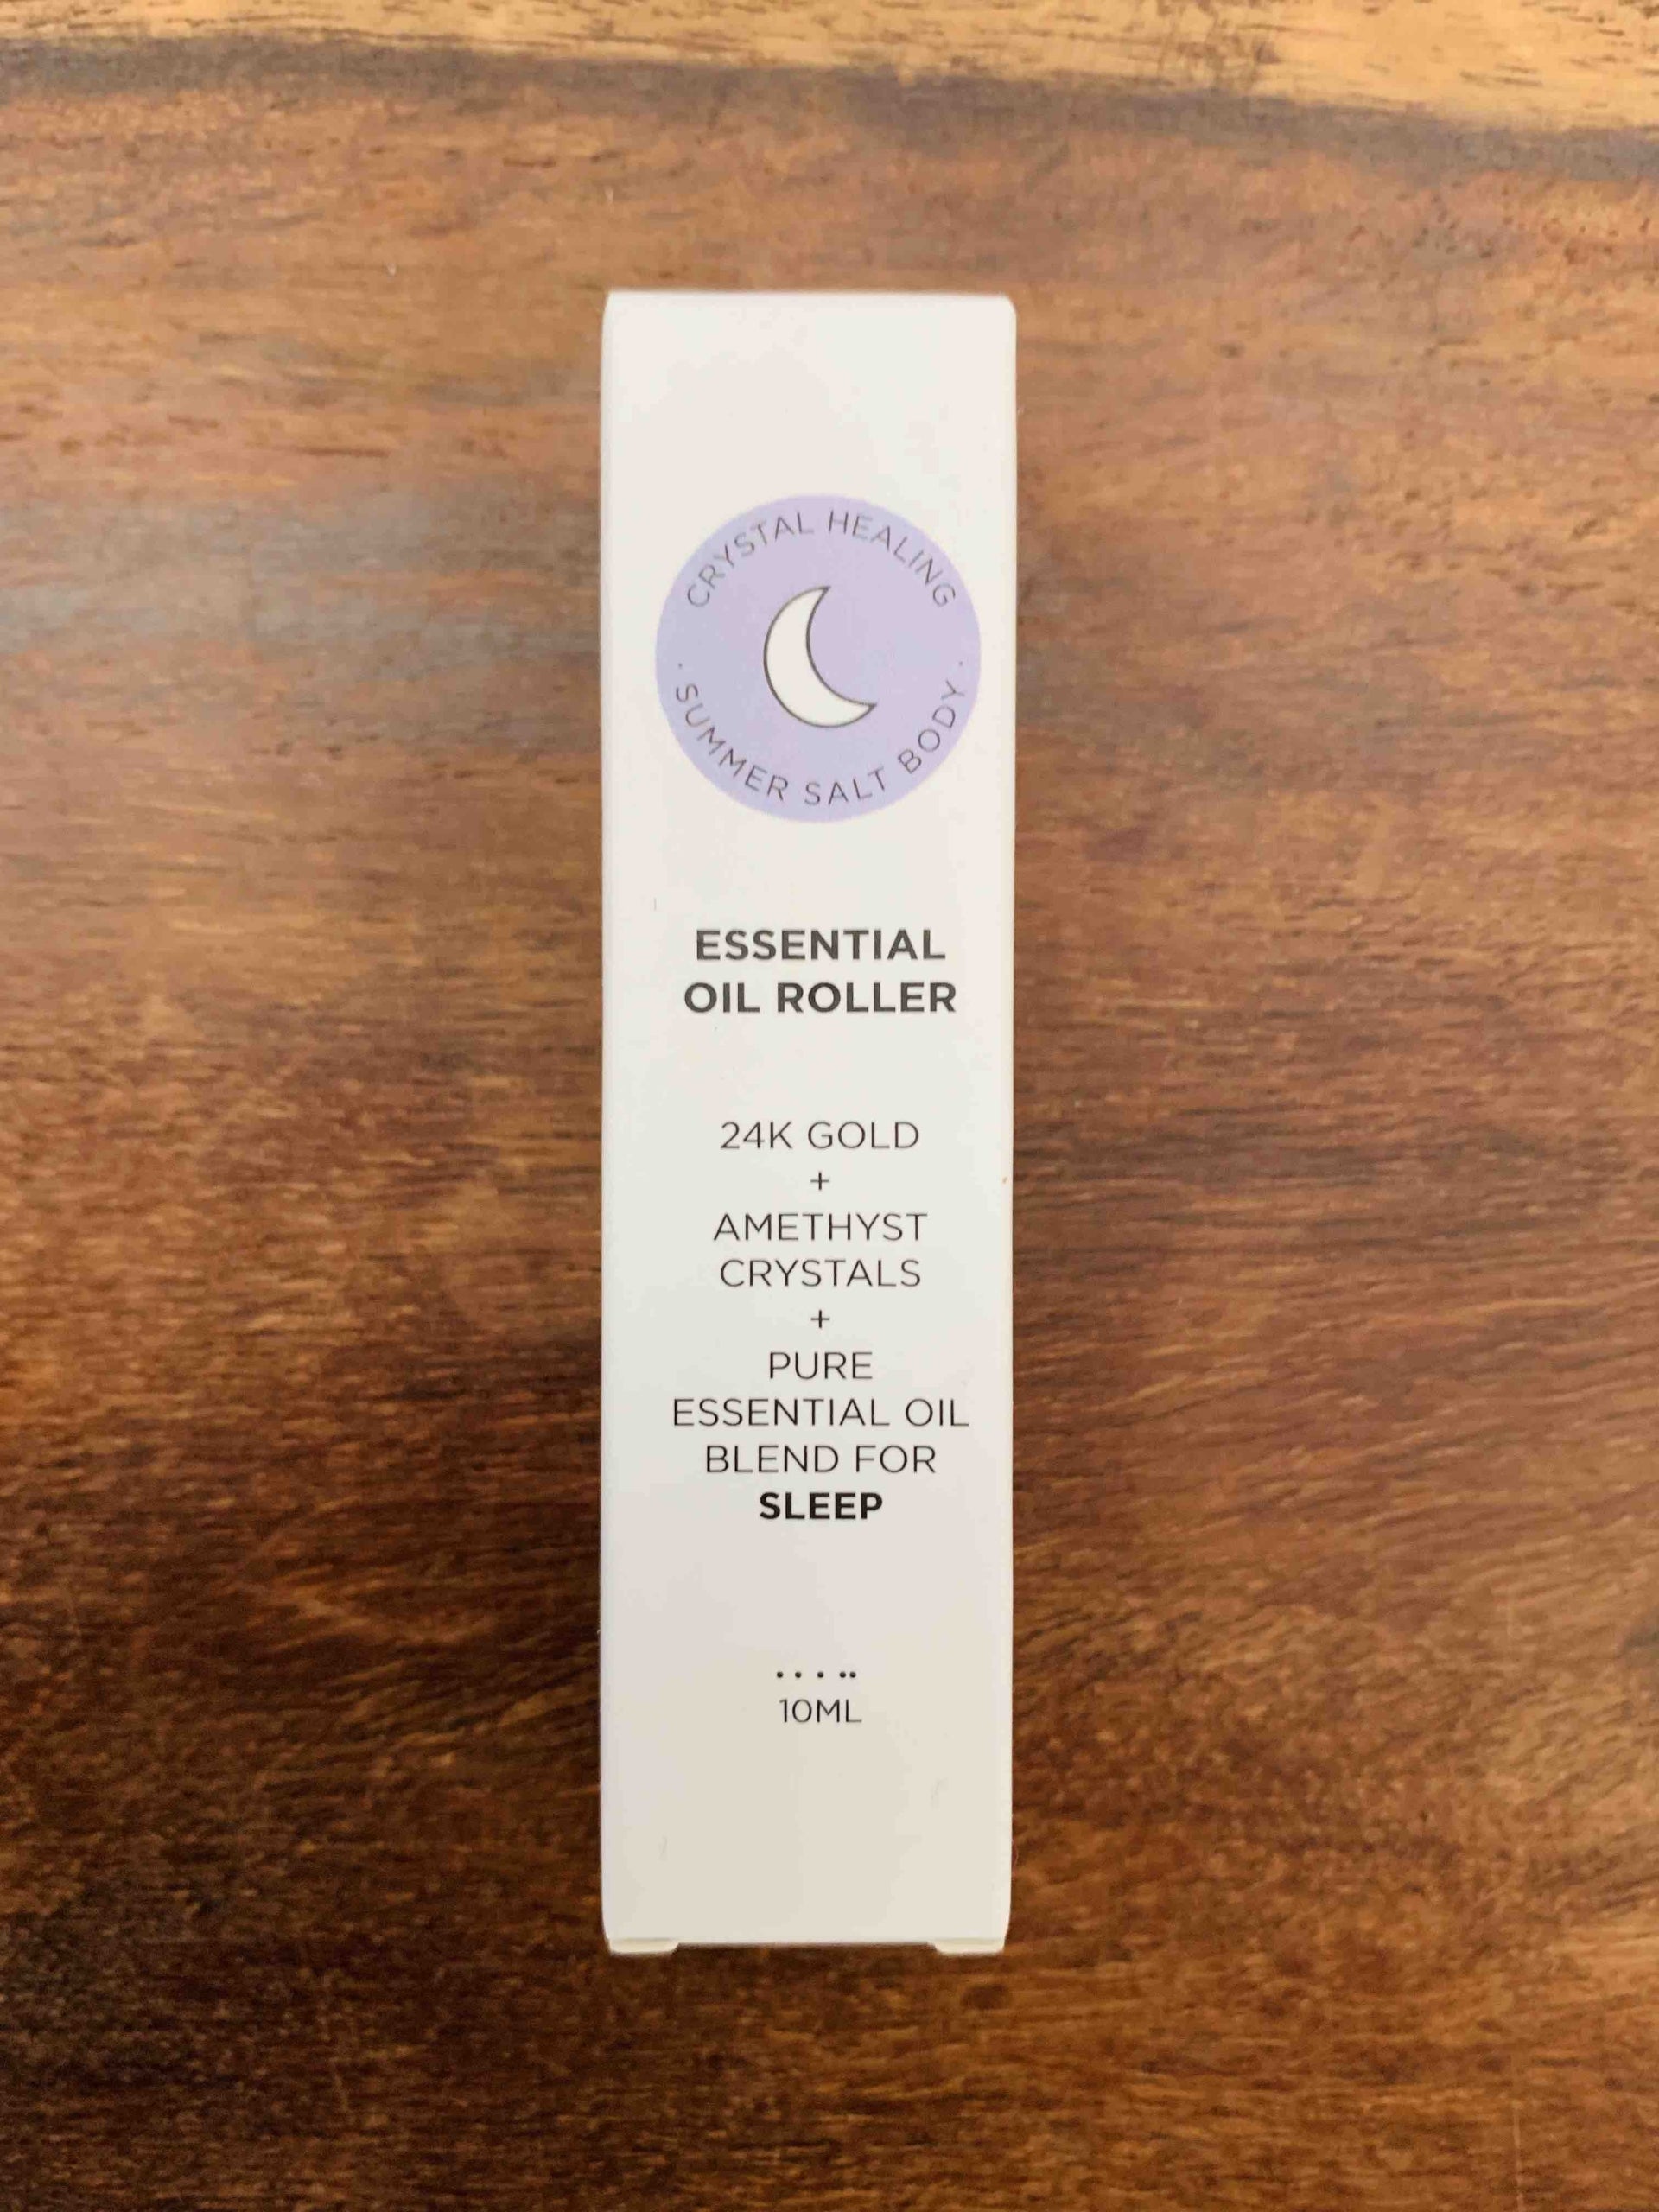 CRYSTAL HEALING
· SUMMER SALT BODY ·
ESSENTIAL
OIL ROLLER
24K GOLD
+
AMETHYST
CRYSTALS
+
PURE
ESSENTIAL OIL
BLEND FOR
SLEEP
10ML